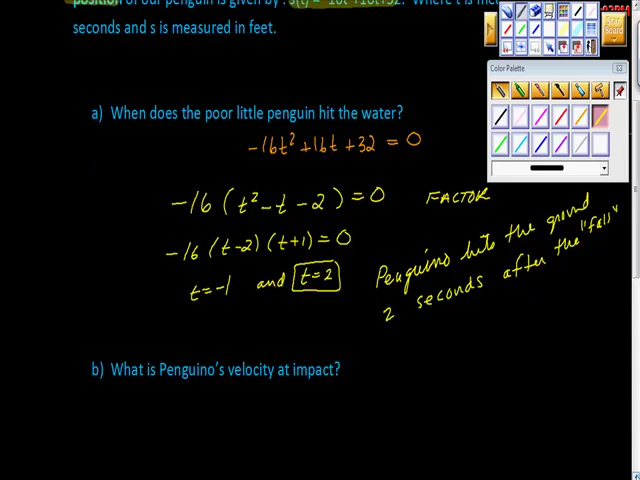 position of our penguin is given by : s(t) = -16t²+16t+32. Where t is
seconds and s is measured in feet.
Star
Board
Color Palette
a) When does the poor little penguin hit the water?
-16t² + 16t + 32 = 0
-16 ( t² - t - 2 ) = 0 FACTOR
-16 (t-2) (t+1) = 0
t = -1 and t = 2
Penguino hits the ground
2 seconds after the "fall"
b) What is Penguino's velocity at impact?